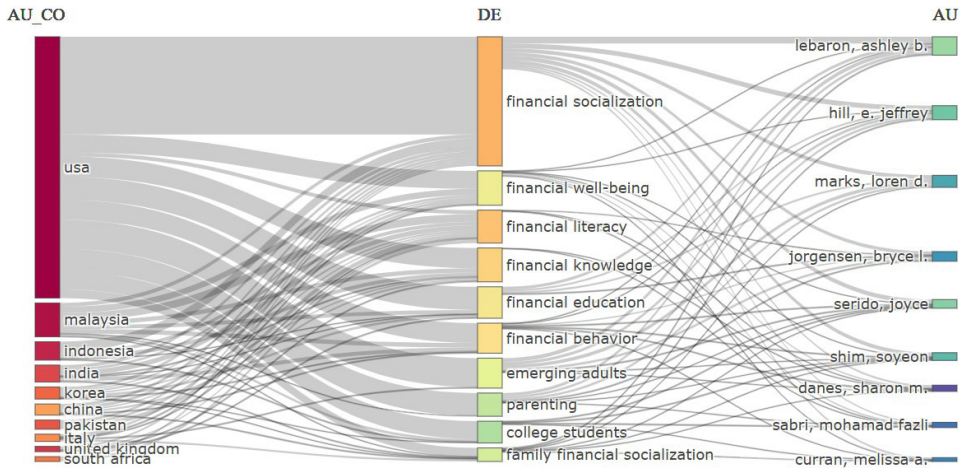 AU_CO
DE
AU
usa
malaysia
indonesia
india
korea
china
pakistan
italy
united kingdom
south africa
financial socialization
financial well-being
financial literacy
financial knowledge
financial education
financial behavior
emerging adults
parenting
college students
family financial socialization
lebaron, ashley b.
hill, e. jeffrey
marks, loren d.
jorgensen, bryce l.
serido, joyce
shim, soyeon
danes, sharon m.
sabri, mohamad fazli
curran, melissa a.